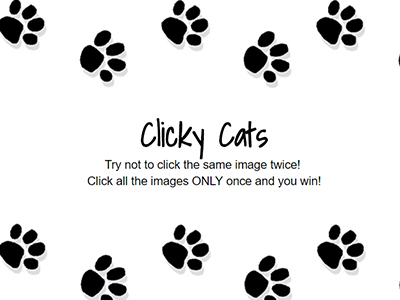 Clicky Cats
Try not to click the same image twice!
Click all the images ONLY once and you win!